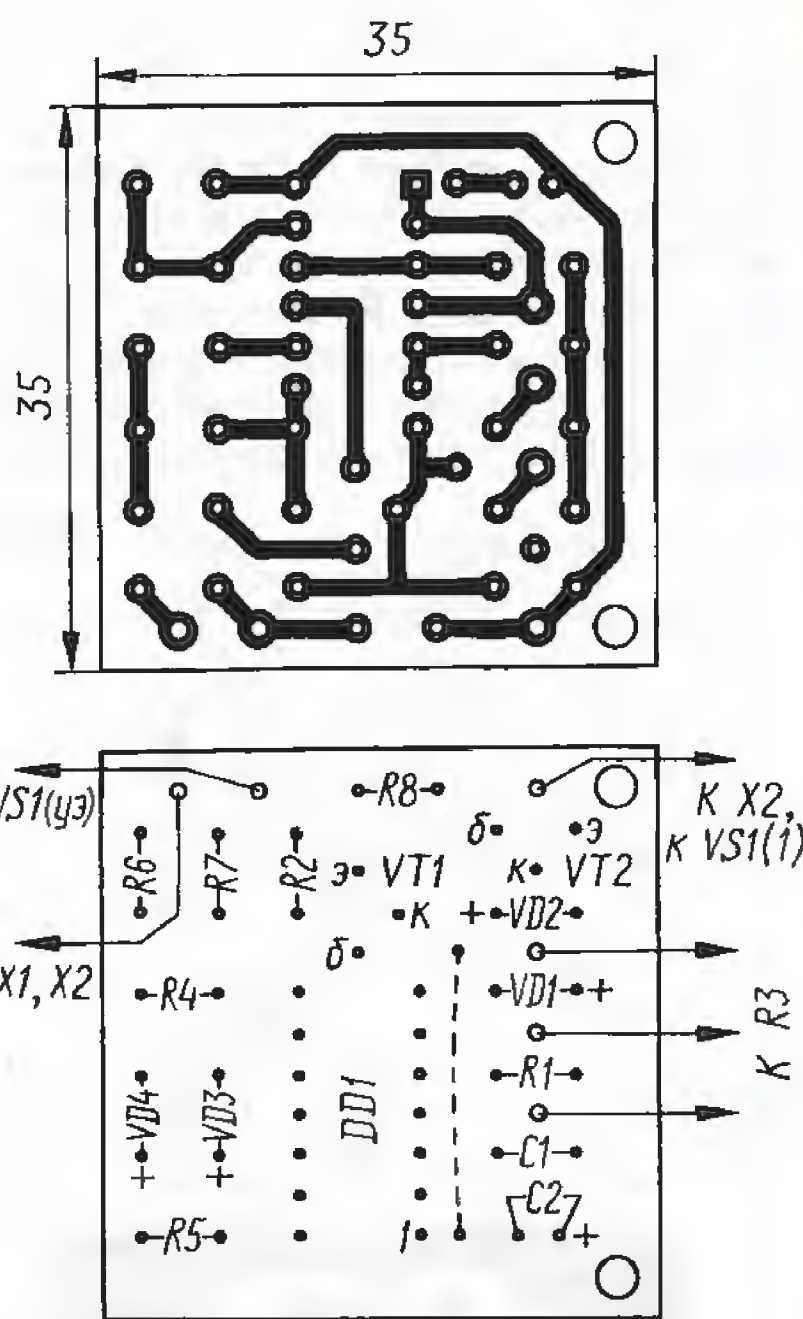 35
35
VS1(уэ)
R8
К X2,
К VS1(1)
б
э
R6
R7
R2
э
VT1
к
VT2
К
+
VD2
X1, X2
б
R4
VD1
+
К R3
R1
VD4
VD3
DD1
+
+
C1
C2
R5
1
+